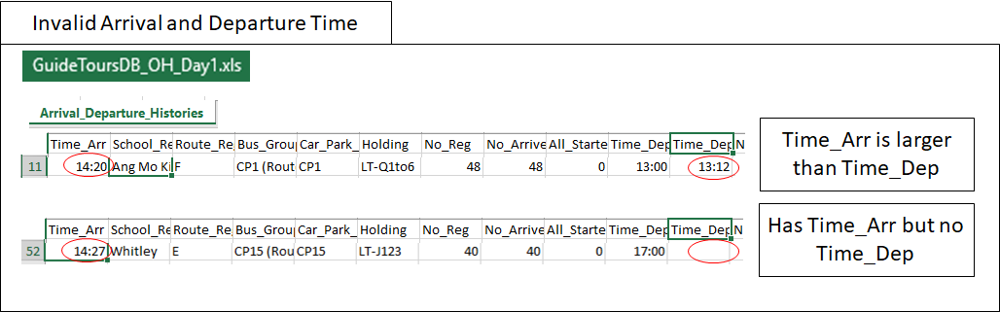 Invalid Arrival and Departure Time
GuideToursDB_OH_Day1.xls
Arrival_Departure_Histories
Time_Arr School_Re Route_Re Bus_Group Car_Park_ Holding No_Reg No_Arrive All_Starte Time_Dep Time_Dep N
11 14:20 Ang Mo Ki F CP1 (Rout CP1 LT-Q1to6 48 48 0 13:00 13:12
Time_Arr is larger
than Time_Dep
Time_Arr School_Re Route_Re Bus_Group Car_Park_ Holding No_Reg No_Arrive All_Starte Time_Dep Time_Dep N
52 14:27 Whitley E CP15 (Rou CP15 LT-J123 40 40 0 17:00
Has Time_Arr but no
Time_Dep